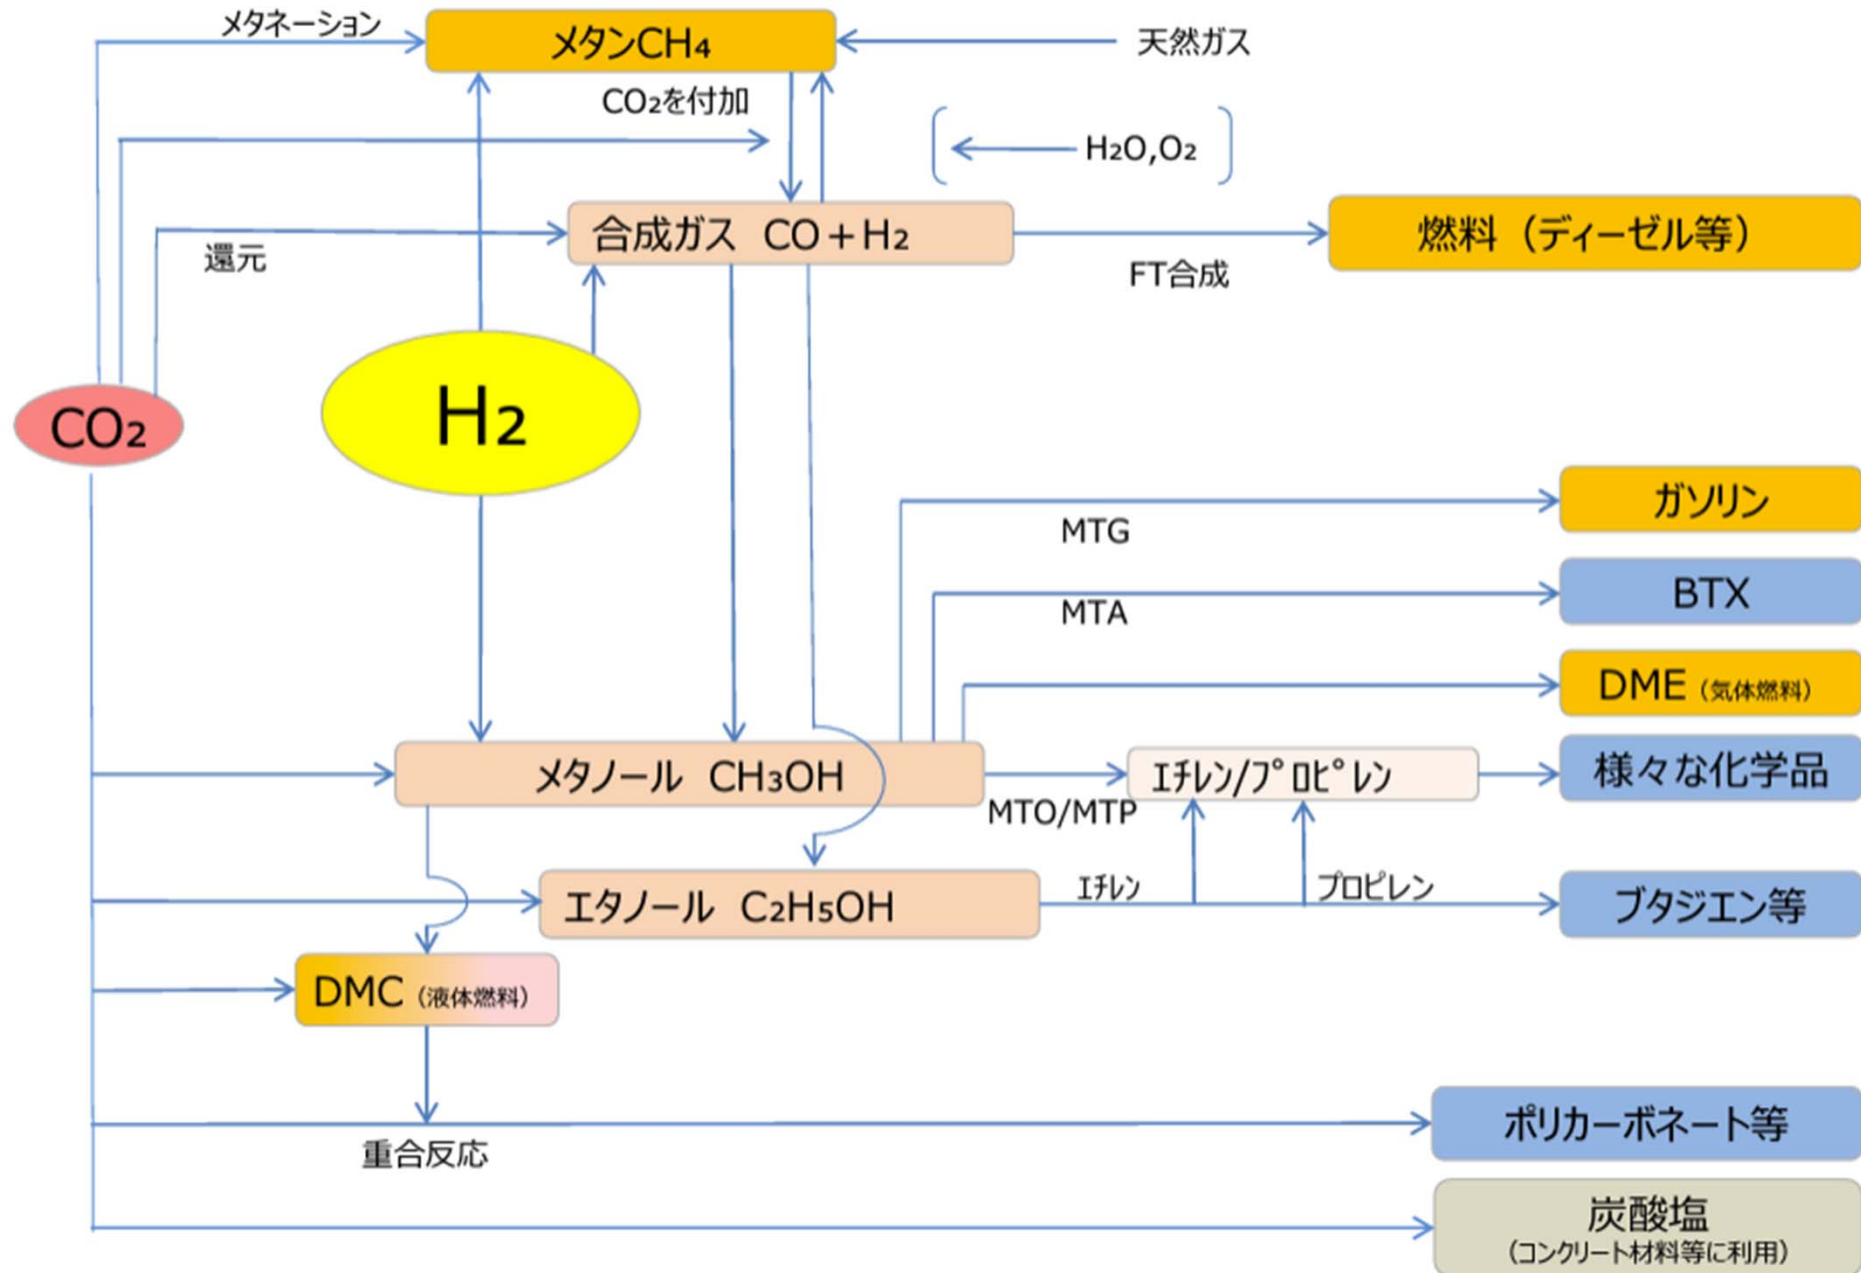 メタネーション
メタンCH₄
天然ガス
CO₂を付加
H₂O,O₂
合成ガス CO+H₂
燃料(ディーゼル等)
還元
FT合成
CO₂
H₂
ガソリン
MTG
BTX
MTA
DME(気体燃料)
メタノール CH₃OH
エチレン/プロピレン
様々な化学品
MTO/MTP
エタノール C₂H₅OH
エチレン
プロピレン
ブタジエン等
DMC(液体燃料)
ポリカーボネート等
重合反応
炭酸塩
(コンクリート材料等に利用)